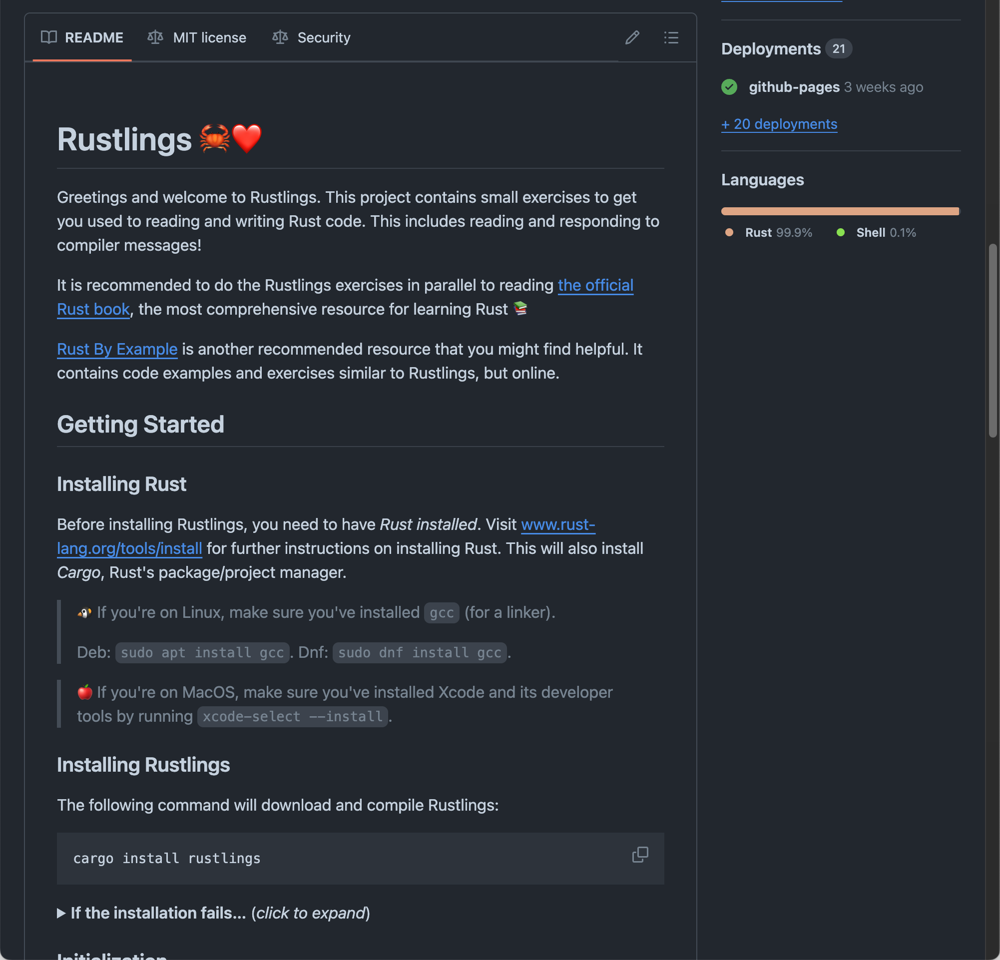 README
MIT license
Security
Rustlings 🦀❤️
Greetings and welcome to Rustlings. This project contains small exercises to get
you used to reading and writing Rust code. This includes reading and responding to
compiler messages!
It is recommended to do the Rustlings exercises in parallel to reading the official
Rust book, the most comprehensive resource for learning Rust 📚
Rust By Example is another recommended resource that you might find helpful. It
contains code examples and exercises similar to Rustlings, but online.
Getting Started
Installing Rust
Before installing Rustlings, you need to have Rust installed. Visit www.rust-
lang.org/tools/install for further instructions on installing Rust. This will also install
Cargo, Rust's package/project manager.
🐧 If you're on Linux, make sure you've installed gcc (for a linker).
Deb: sudo apt install gcc. Dnf: sudo dnf install gcc.
🍎 If you're on MacOS, make sure you've installed Xcode and its developer
tools by running xcode-select --install.
Installing Rustlings
The following command will download and compile Rustlings:
cargo install rustlings
▶ If the installation fails... (click to expand)
Initialization
Deployments 21
github-pages 3 weeks ago
+ 20 deployments
Languages
Rust 99.9%
Shell 0.1%